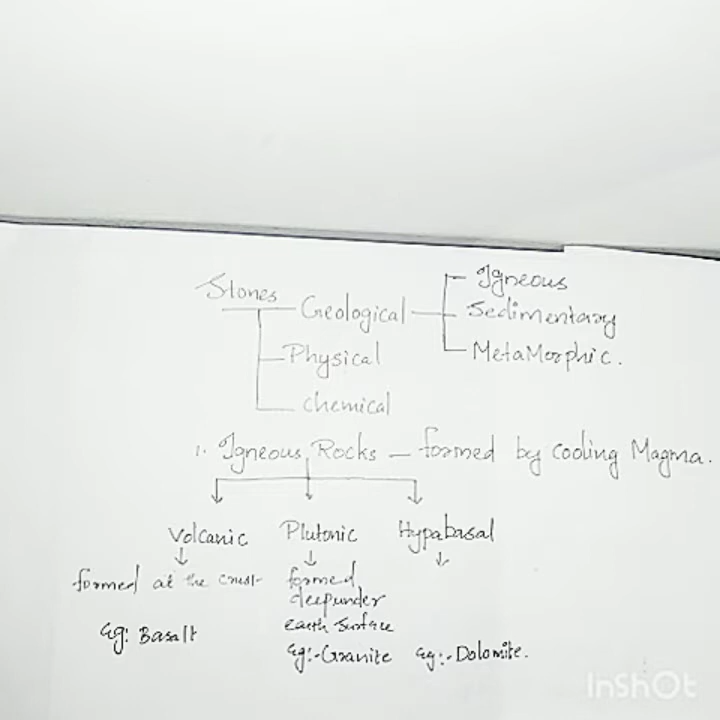 Stones
Geological
Igneous
Sedimentary
MetaMorphic.
Physical
chemical
1. Igneous Rocks – formed by cooling Magma.
Volcanic Plutonic Hypabasal
formed at the crust
Eg: Basalt
formed
deepunder
earth surface
Eg:-Granite
Eg:-Dolomite.
InshOt